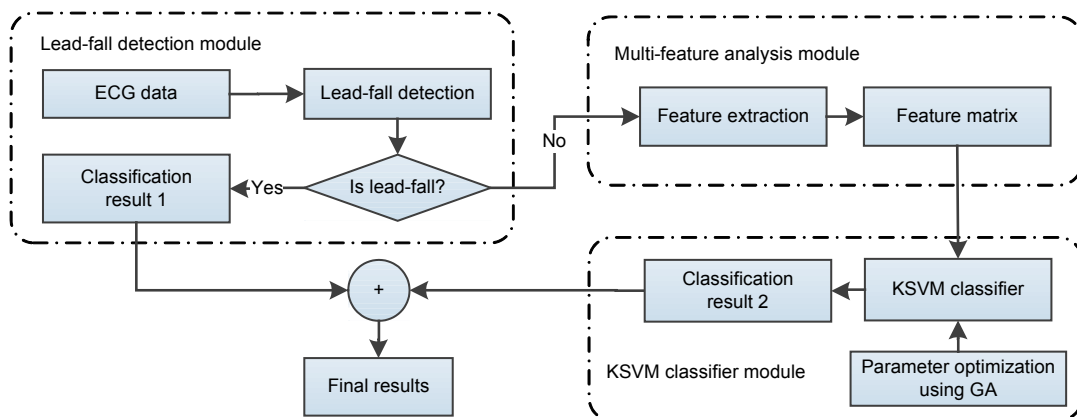 Lead-fall detection module
ECG data
Lead-fall detection
Is lead-fall?
Yes
No
Classification
result 1
Multi-feature analysis module
Feature extraction
Feature matrix
KSVM classifier
Parameter optimization
using GA
Classification
result 2
KSVM classifier module
+
Final results